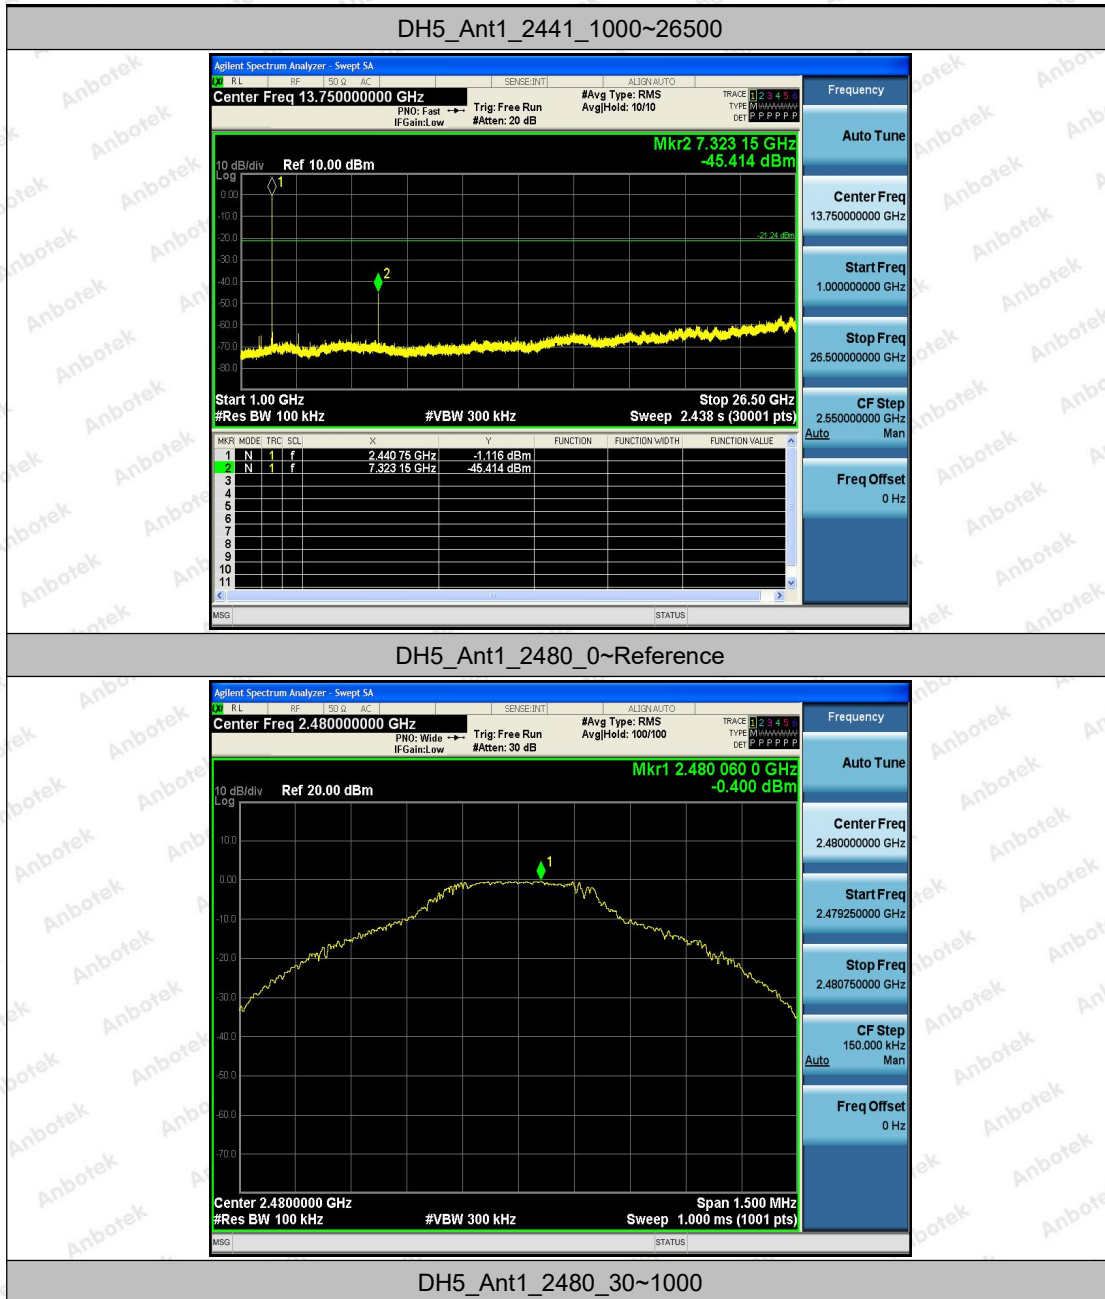 DH5_Ant1_2441_1000~26500
Agilent Spectrum Analyzer - Swept SA
RL RF 50 Ω AC SENSE:INT ALIGN AUTO
Center Freq 13.750000000 GHz
PNO: Fast
IFGain:Low
Trig: Free Run
#Atten: 20 dB
#Avg Type: RMS
Avg|Hold: 10/10
TRACE 1 2 3 4 5 6
TYPE M
DET P P P P P P
Frequency
Mkr2 7.323 15 GHz
-45.414 dBm
10 dB/div Ref 10.00 dBm
Log
1
0.00
-10.0
-20.0
-21.24 dBm
-30.0
2
-40.0
-50.0
-60.0
-70.0
-80.0
Start 1.00 GHz Stop 26.50 GHz
#Res BW 100 kHz #VBW 300 kHz Sweep 2.438 s (30001 pts)
MKR MODE TRC SCL X Y FUNCTION FUNCTION WIDTH FUNCTION VALUE
1 N 1 f 2.440 75 GHz -1.116 dBm
2 N 1 f 7.323 15 GHz -45.414 dBm
3
4
5
6
7
8
9
10
11
MSG STATUS
Auto Tune
Center Freq
13.750000000 GHz
Start Freq
1.000000000 GHz
Stop Freq
26.500000000 GHz
CF Step
2.550000000 GHz
Auto Man
Freq Offset
0 Hz
DH5_Ant1_2480_0~Reference
Agilent Spectrum Analyzer - Swept SA
RL RF 50 Ω AC SENSE:INT ALIGN AUTO
Center Freq 2.480000000 GHz
PNO: Wide
IFGain:Low
Trig: Free Run
#Atten: 30 dB
#Avg Type: RMS
Avg|Hold: 100/100
TRACE 1 2 3 4 5 6
TYPE M
DET P P P P P P
Frequency
Mkr1 2.480 060 0 GHz
-0.400 dBm
10 dB/div Ref 20.00 dBm
Log
10.0
1
0.00
-10.0
-20.0
-30.0
-40.0
-60.0
-70.0
Center 2.4800000 GHz Span 1.500 MHz
#Res BW 100 kHz #VBW 300 kHz Sweep 1.000 ms (1001 pts)
MSG STATUS
Auto Tune
Center Freq
2.480000000 GHz
Start Freq
2.479250000 GHz
Stop Freq
2.480750000 GHz
CF Step
150.000 kHz
Auto Man
Freq Offset
0 Hz
DH5_Ant1_2480_30~1000